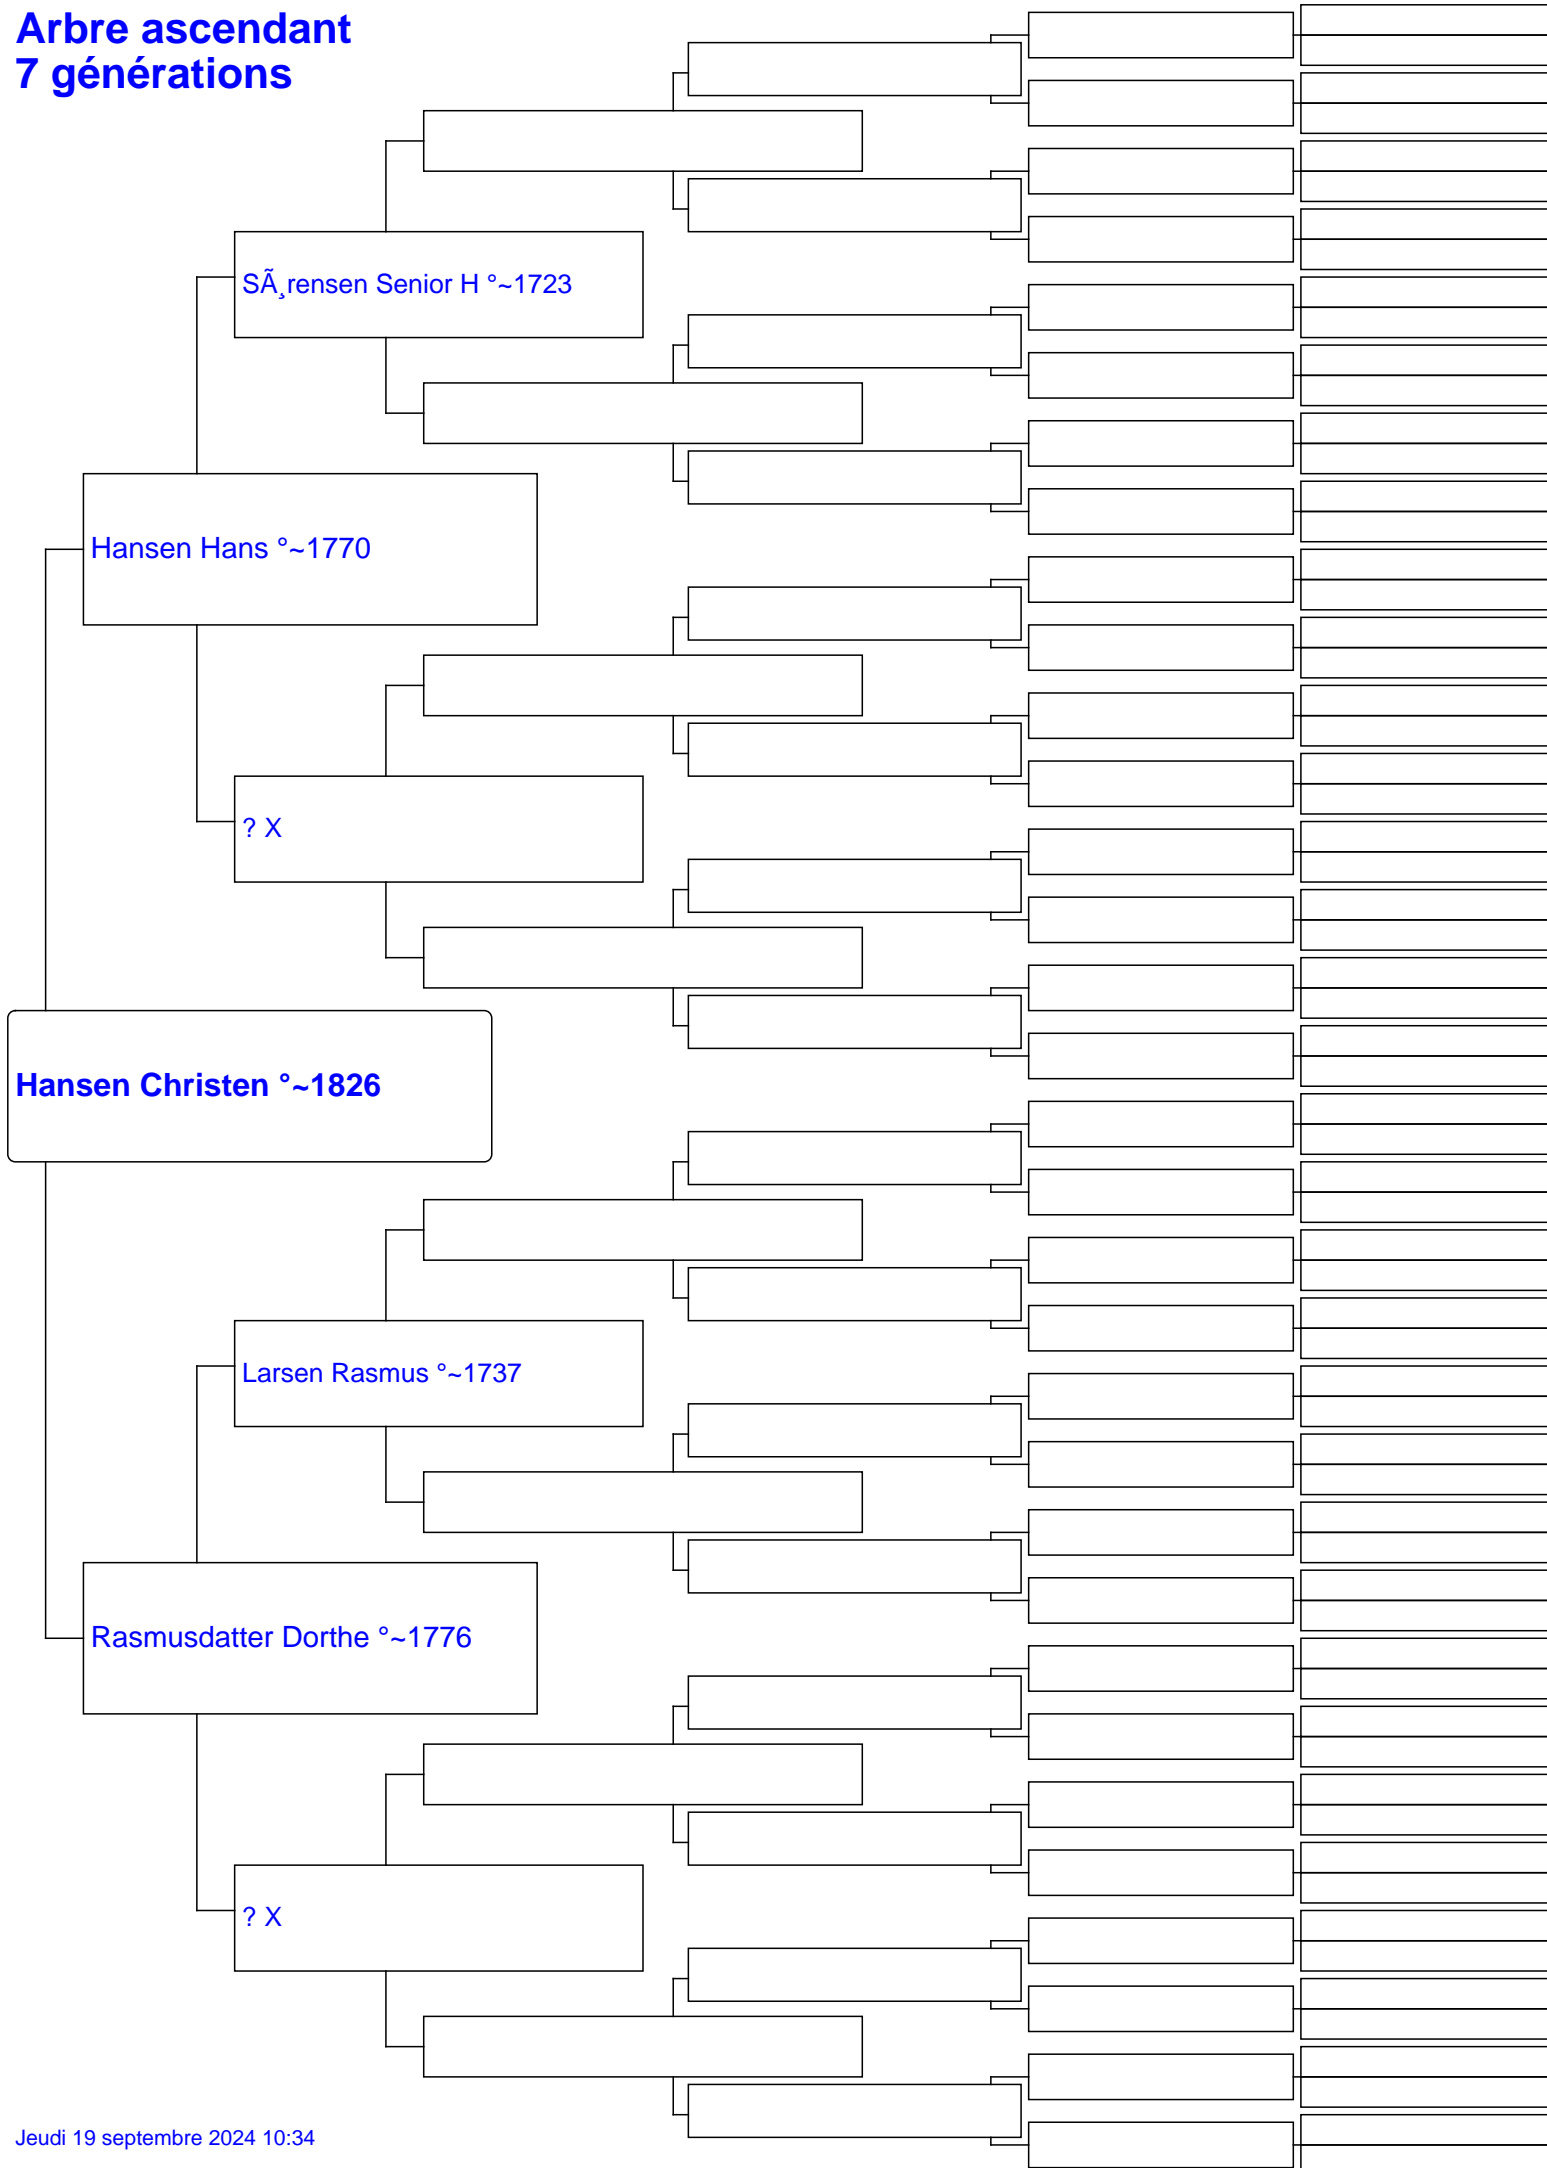 Arbre ascendant
7 générations
SÃ¸rensen Senior H °~1723
Hansen Hans °~1770
? X
Hansen Christen °~1826
Larsen Rasmus °~1737
Rasmusdatter Dorthe °~1776
? X
Jeudi 19 septembre 2024 10:34